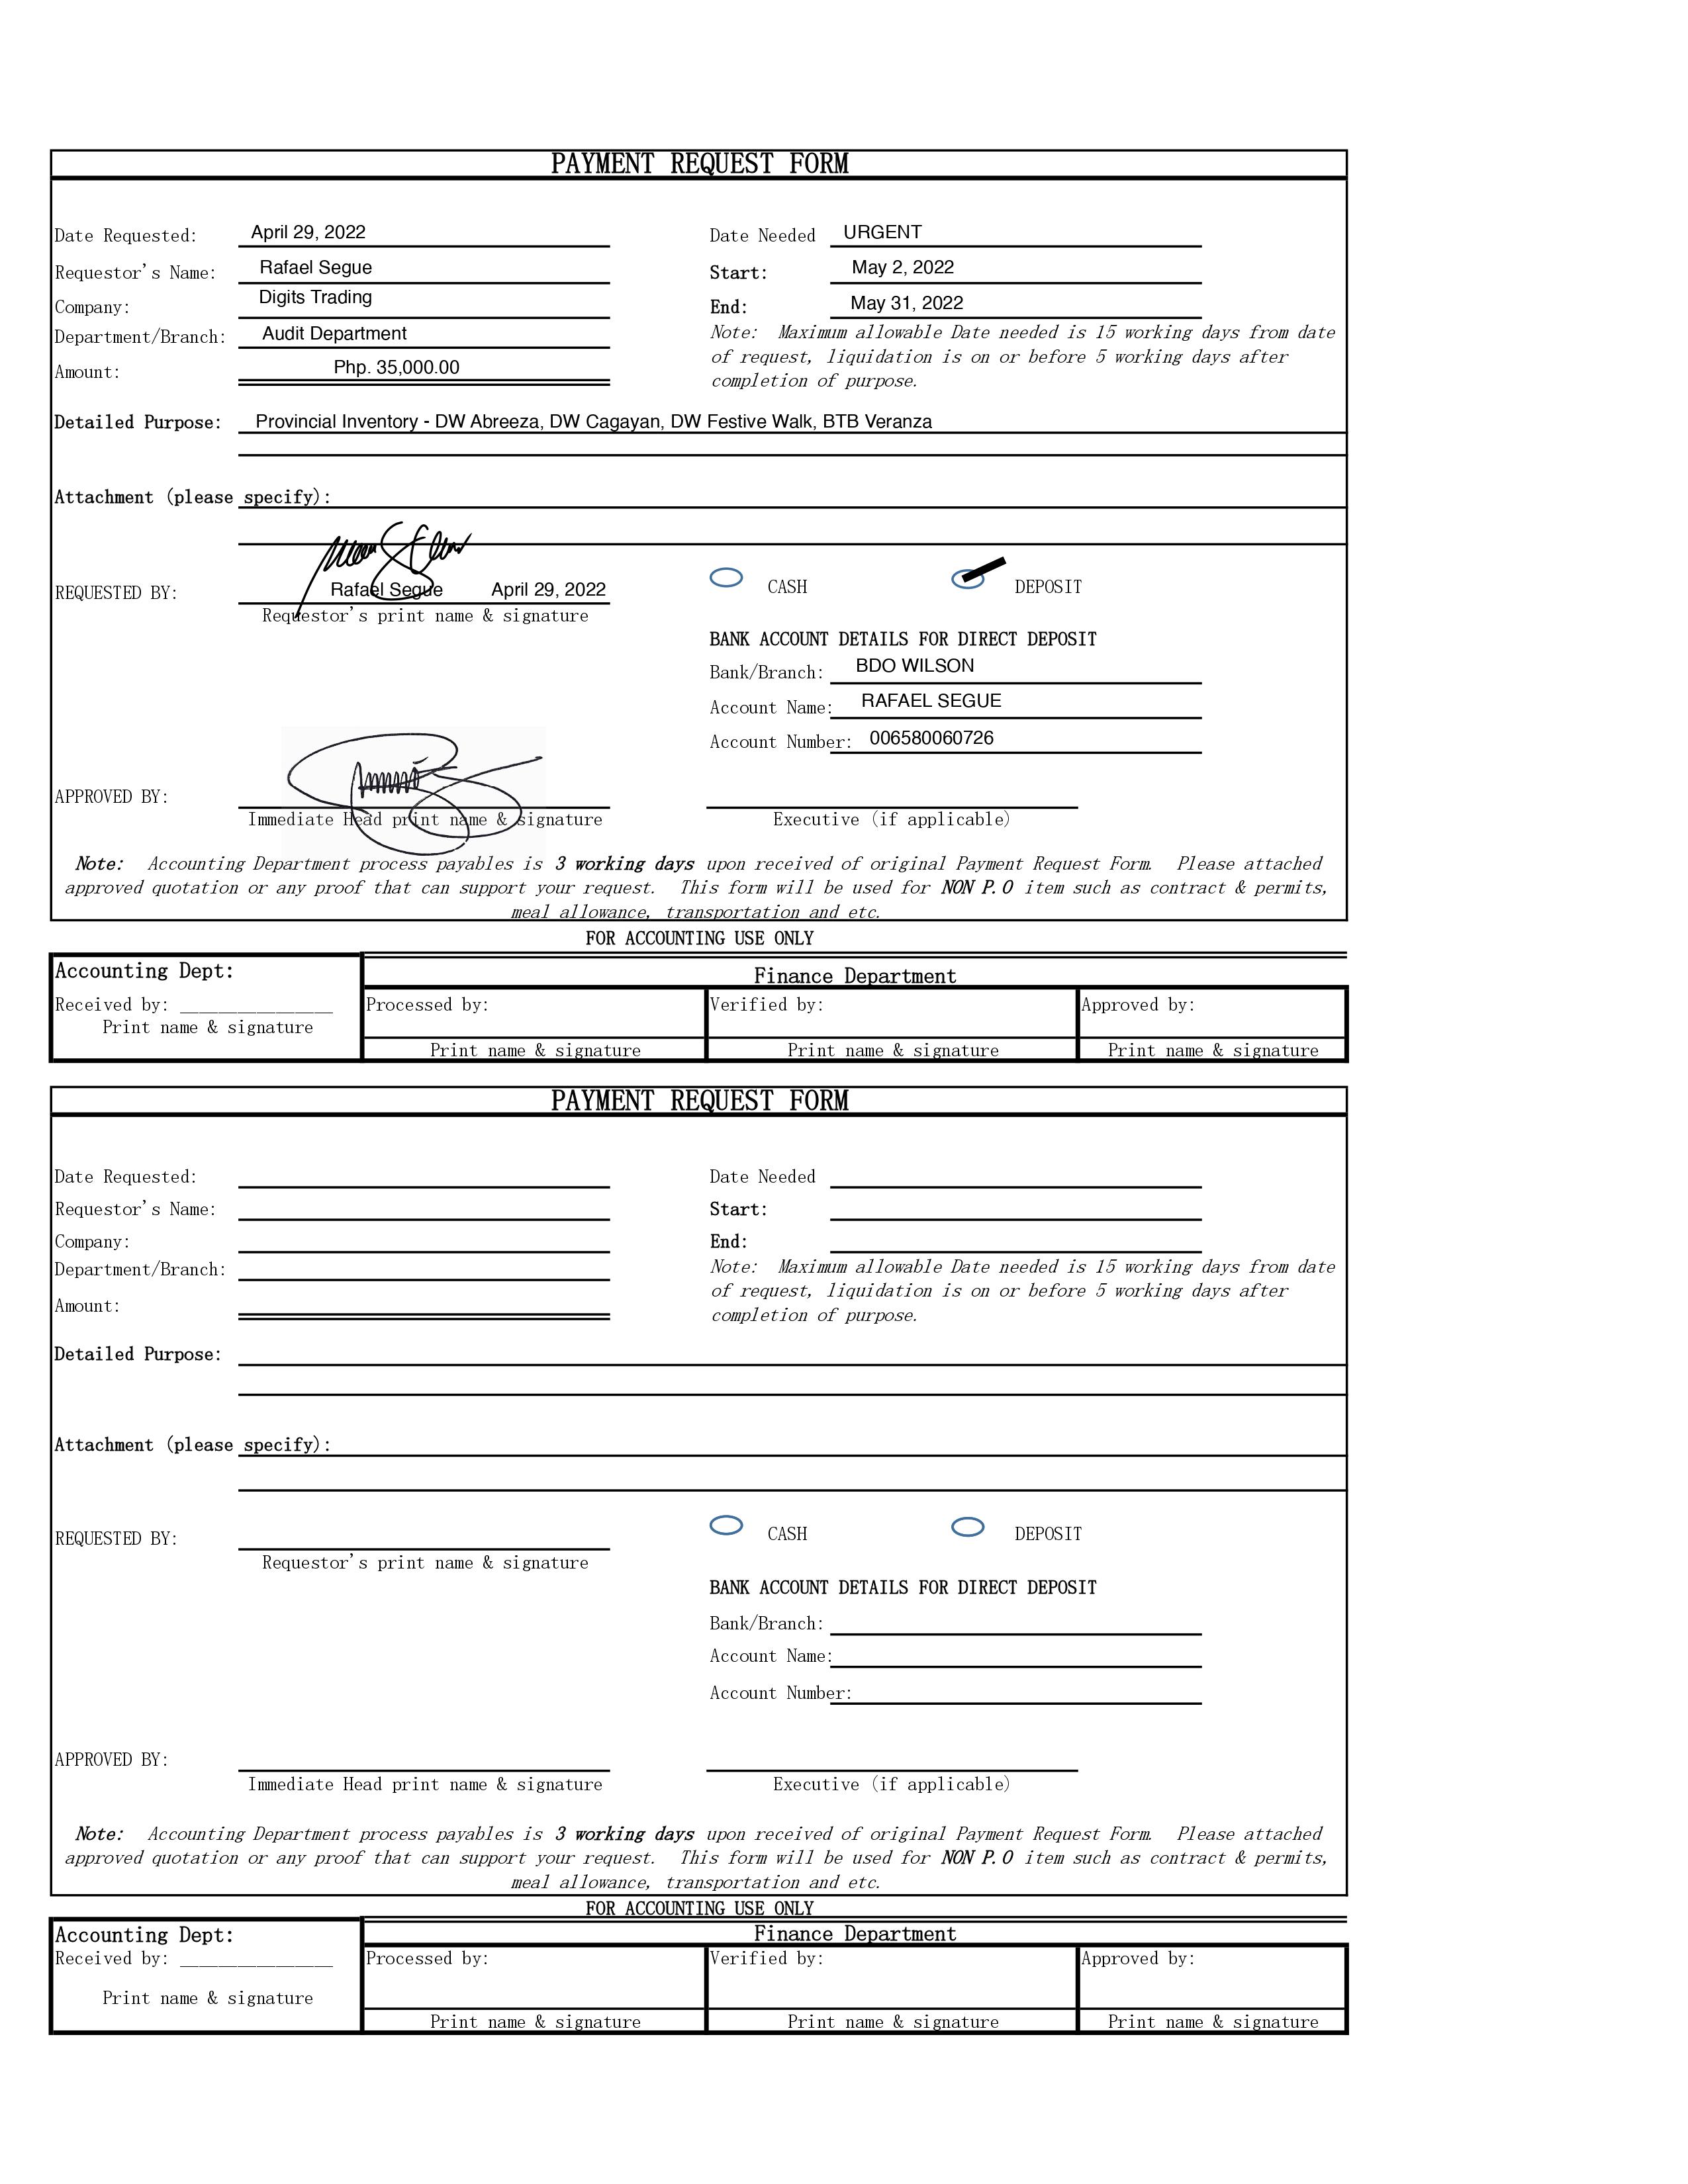 PAYMENT REQUEST FORM
Date Requested: April 29, 2022 Date Needed URGENT
Requestor's Name: Rafael Segue Start: May 2, 2022
Company: Digits Trading End: May 31, 2022
Department/Branch: Audit Department Note: Maximum allowable Date needed is 15 working days from date
of request, liquidation is on or before 5 working days after
Amount: Php. 35,000.00 completion of purpose.
Detailed Purpose: Provincial Inventory - DW Abreeza, DW Cagayan, DW Festive Walk, BTB Veranza
Attachment (please specify):
CASH DEPOSIT
REQUESTED BY: Rafael Segue April 29, 2022
Requestor's print name & signature
BANK ACCOUNT DETAILS FOR DIRECT DEPOSIT
Bank/Branch: BDO WILSON
Account Name: RAFAEL SEGUE
Account Number: 006580060726
APPROVED BY:
Immediate Head print name & signature Executive (if applicable)
Note: Accounting Department process payables is 3 working days upon received of original Payment Request Form. Please attached
approved quotation or any proof that can support your request. This form will be used for NON P.O item such as contract & permits,
meal allowance, transportation and etc.
FOR ACCOUNTING USE ONLY
Accounting Dept: Finance Department
Received by: ________________ Processed by: Verified by: Approved by:
Print name & signature
Print name & signature Print name & signature Print name & signature
PAYMENT REQUEST FORM
Date Requested: Date Needed
Requestor's Name: Start:
Company: End:
Department/Branch: Note: Maximum allowable Date needed is 15 working days from date
of request, liquidation is on or before 5 working days after
Amount: completion of purpose.
Detailed Purpose:
Attachment (please specify):
CASH DEPOSIT
REQUESTED BY:
Requestor's print name & signature
BANK ACCOUNT DETAILS FOR DIRECT DEPOSIT
Bank/Branch:
Account Name:
Account Number:
APPROVED BY:
Immediate Head print name & signature Executive (if applicable)
Note: Accounting Department process payables is 3 working days upon received of original Payment Request Form. Please attached
approved quotation or any proof that can support your request. This form will be used for NON P.O item such as contract & permits,
meal allowance, transportation and etc.
FOR ACCOUNTING USE ONLY
Accounting Dept: Finance Department
Received by: ________________ Processed by: Verified by: Approved by:
Print name & signature
Print name & signature Print name & signature Print name & signature